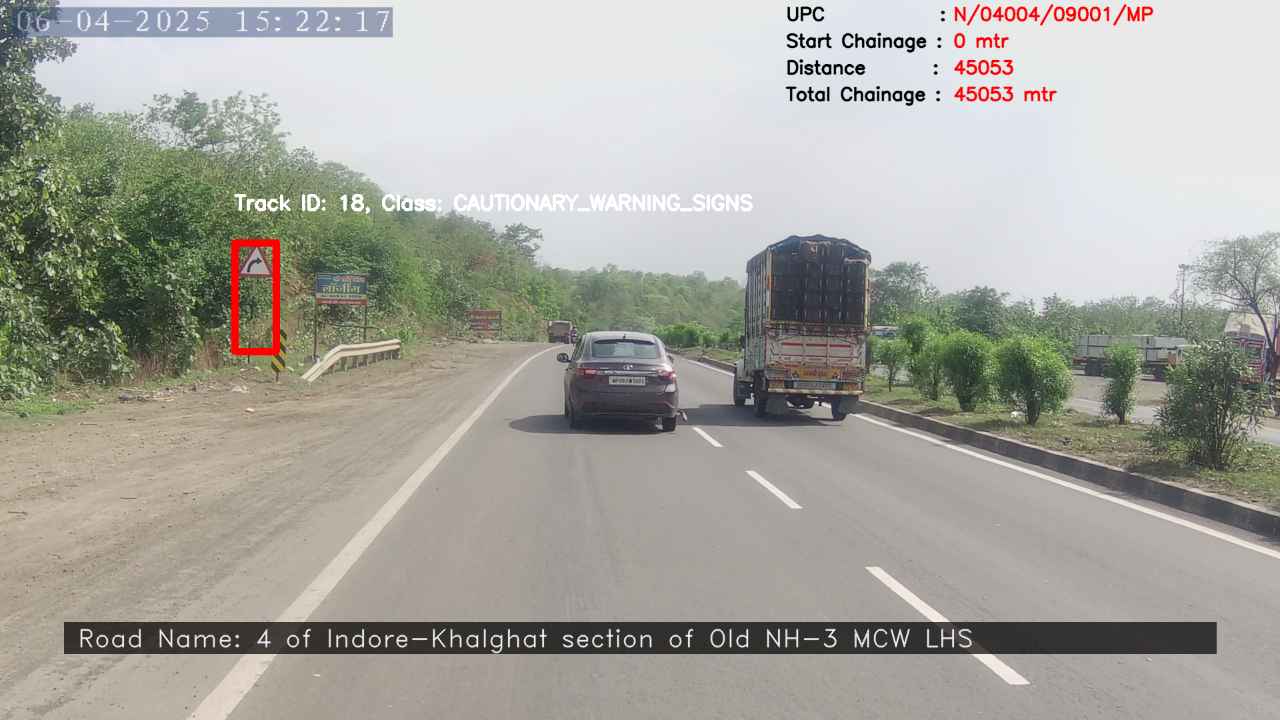 06-04-2025 15:22:17
UPC : N/04004/09001/MP
Start Chainage : 0 mtr
Distance : 45053
Total Chainage : 45053 mtr
Track ID: 18, Class: CAUTIONARY_WARNING_SIGNS
लॉजींग
Road Name: 4 of Indore-Khalghat section of Old NH-3 MCW LHS